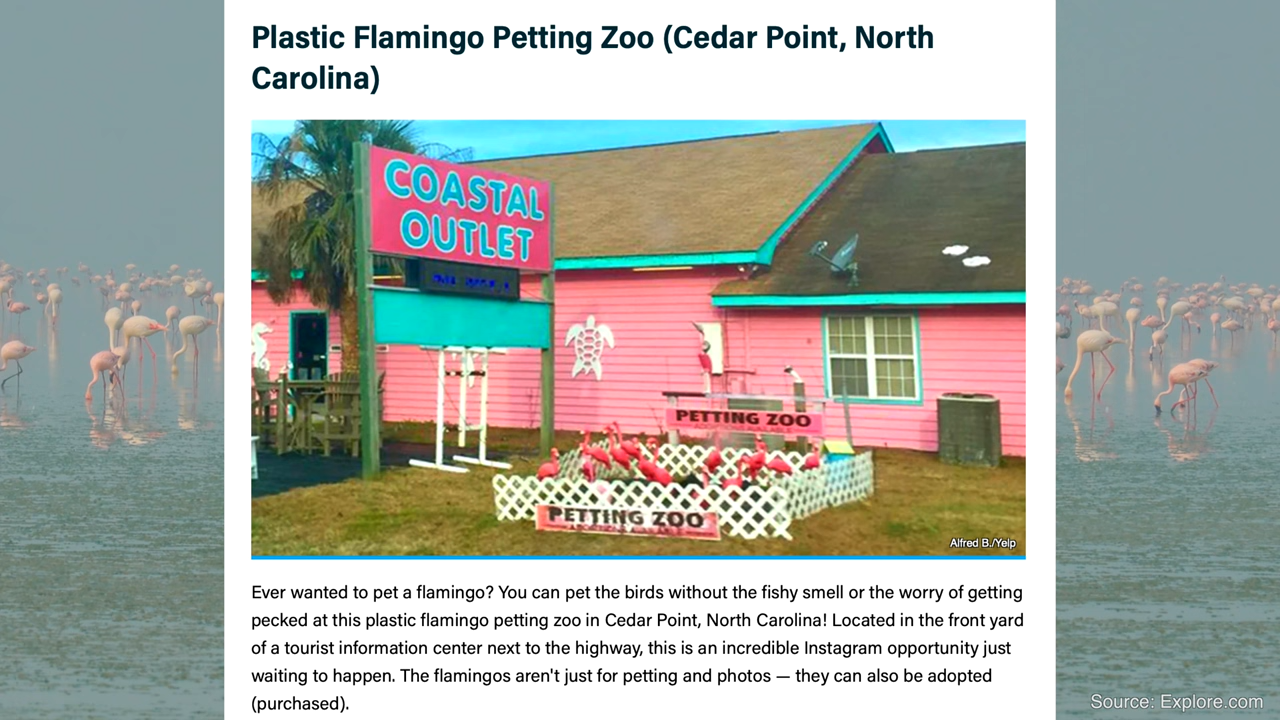 Plastic Flamingo Petting Zoo (Cedar Point, North
Carolina)
COASTAL
OUTLET
PETTING ZOO
PETTING ZOO
Alfred B./Yelp
Ever wanted to pet a flamingo? You can pet the birds without the fishy smell or the worry of getting
pecked at this plastic flamingo petting zoo in Cedar Point, North Carolina! Located in the front yard
of a tourist information center next to the highway, this is an incredible Instagram opportunity just
waiting to happen. The flamingos aren't just for petting and photos — they can also be adopted
(purchased).
Source: Explore.com